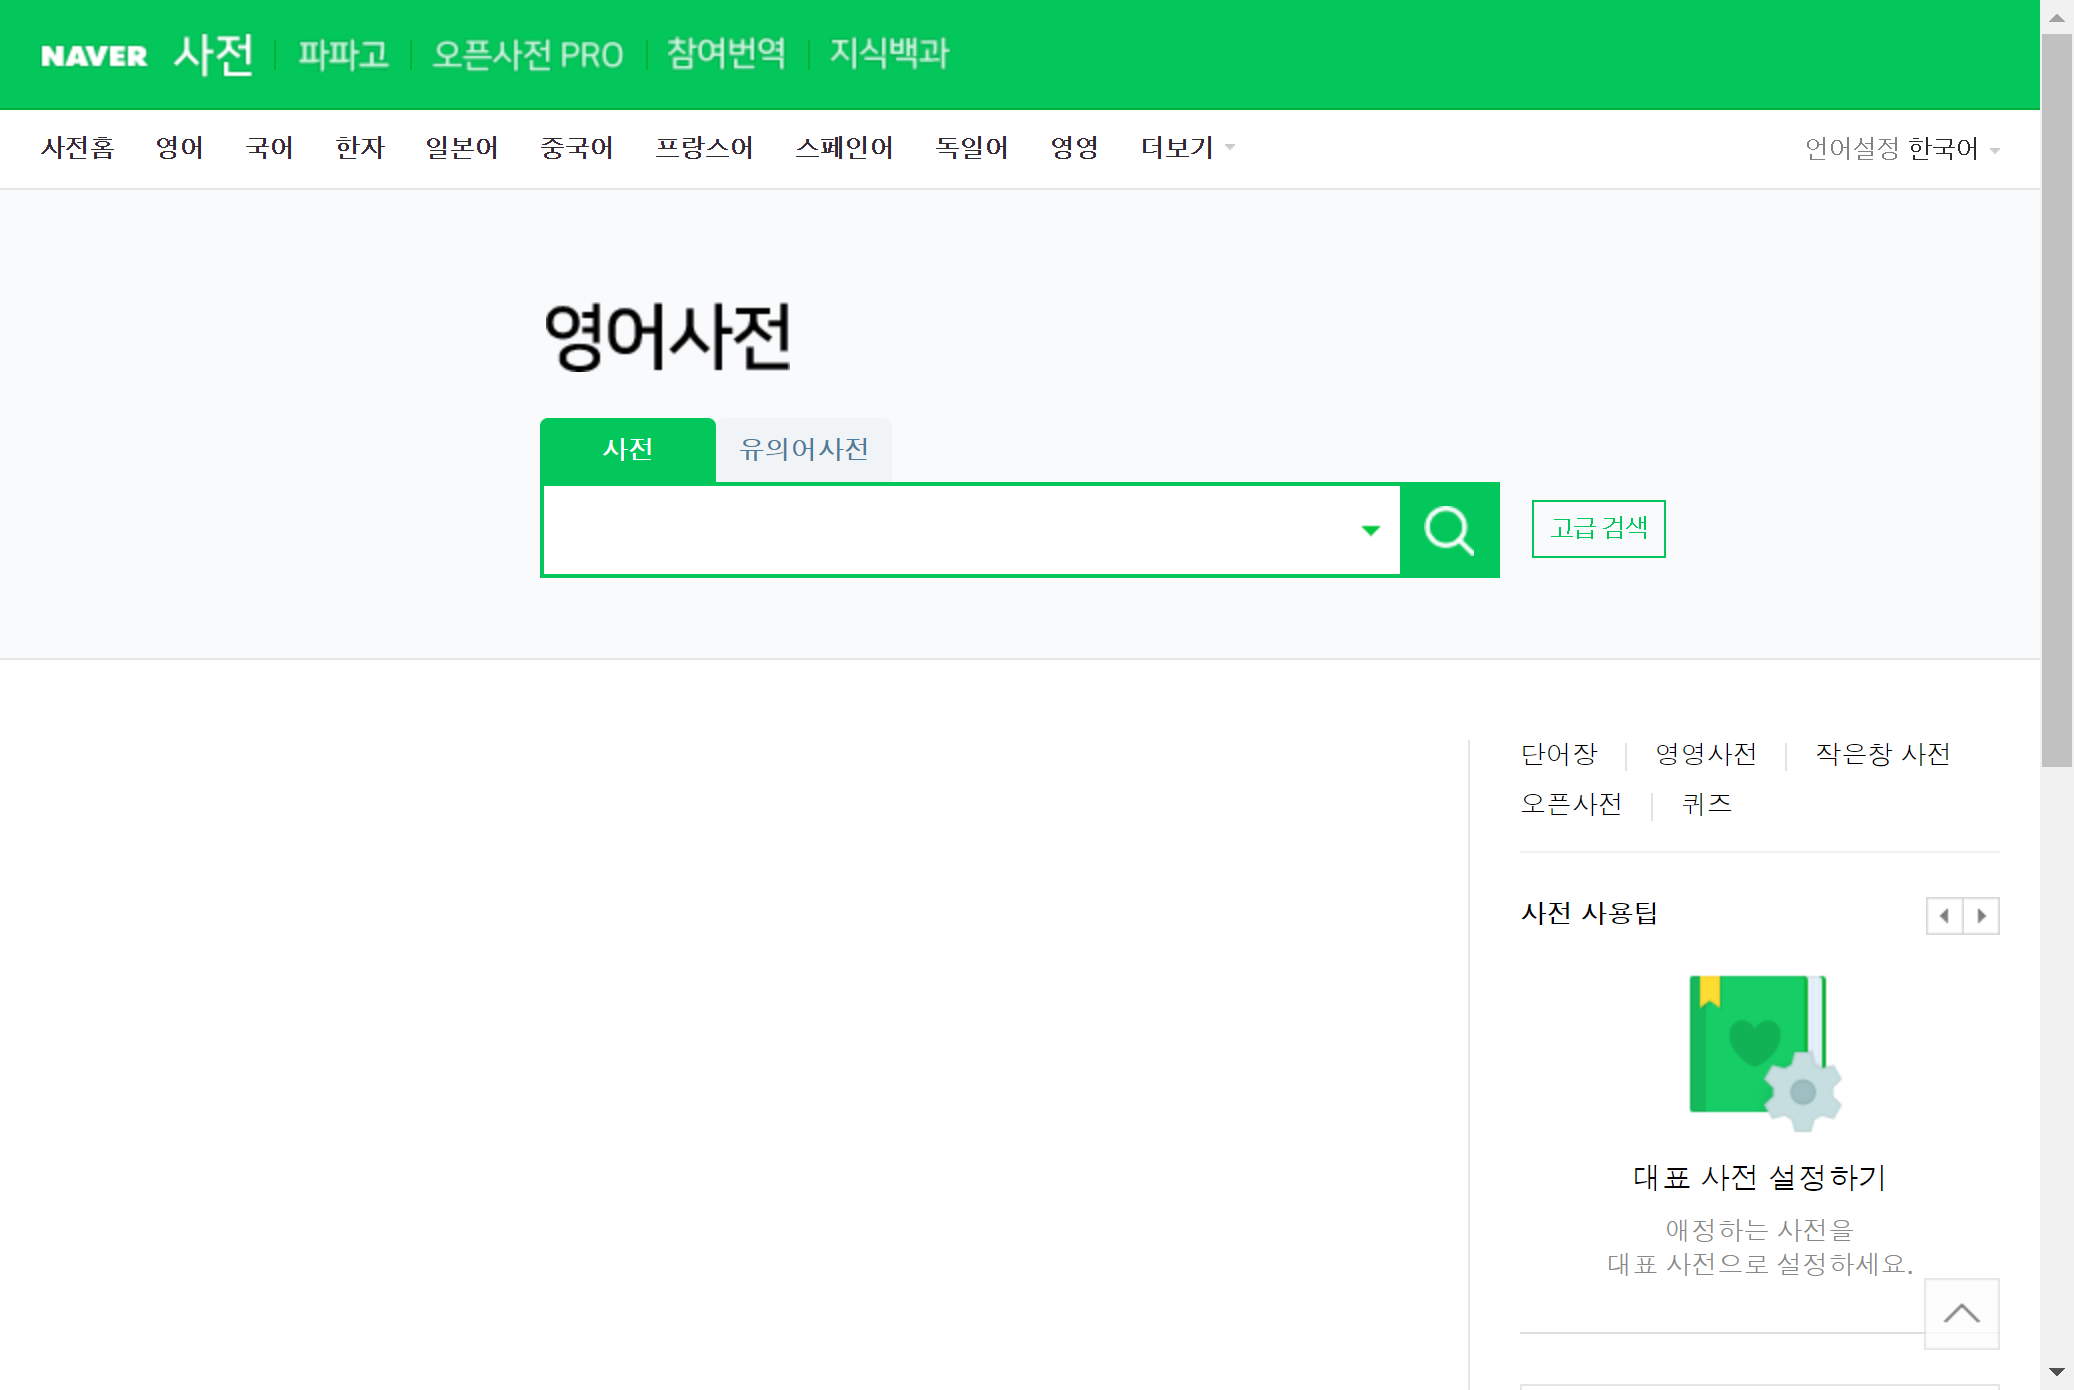 NAVER 사전 파파고 오픈사전 PRO 참여번역 지식백과
사전홈 영어 국어 한자 일본어 중국어 프랑스어 스페인어 독일어 영영 더보기 언어설정 한국어
영어사전
사전 유의어사전
고급 검색
단어장 영영사전 작은창 사전
오픈사전 퀴즈
사전 사용팁
대표 사전 설정하기
애정하는 사전을
대표 사전으로 설정하세요.